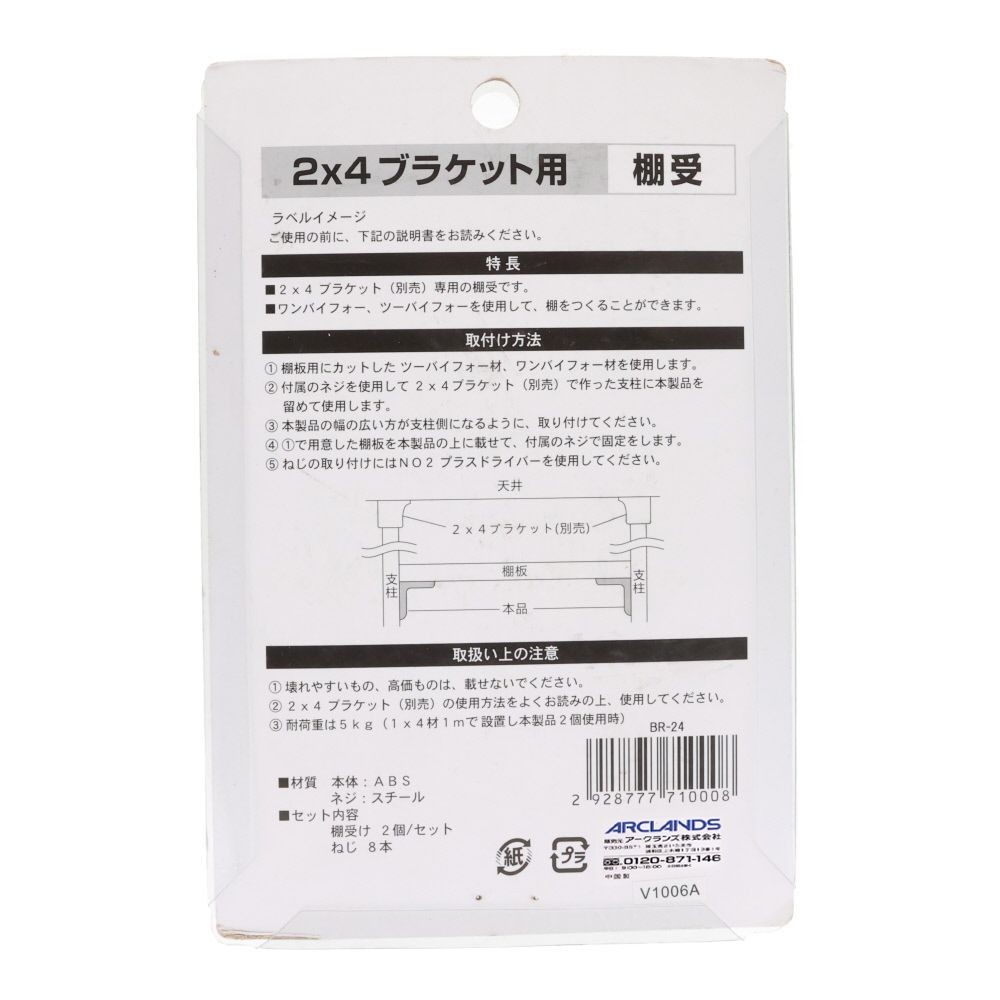 2x4ブラケット用 棚受
ラベルイメージ
ご使用の前に、下記の説明書をお読みください。
特長
■2x4 ブラケット（別売）専用の棚受です。
■ワンバイフォー、ツーバイフォーを使用して、棚をつくることができます。
取付け方法
① 棚板用にカットした ツーバイフォー材、ワンバイフォー材を使用します。
② 付属のネジを使用して 2x4ブラケット（別売）で作った支柱に本製品を
留めて使用します。
③ 本製品の幅の広い方が支柱側になるように、取り付けてください。
④ ①で用意した棚板を本製品の上に載せて、付属のネジで固定をします。
⑤ ねじの取り付けにはNO2 プラスドライバーを使用してください。
天井
2x4ブラケット(別売)
支柱 棚板 支柱
本品
取扱い上の注意
① 壊れやすいもの、高価ものは、載せないでください。
② 2x4 ブラケット（別売）の使用方法をよくお読みの上、使用してください。
③ 耐荷重は5kg（1x4材1mで 設置し本製品2個使用時）
BR-24
2 928777 710008
■材質 本体：ABS
ネジ：スチール
■セット内容
棚受け 2個/セット
ねじ 8本
紙
プラ
ARCLANDS
販売元 アークランズ株式会社
0120-871-146
中国製
V1006A